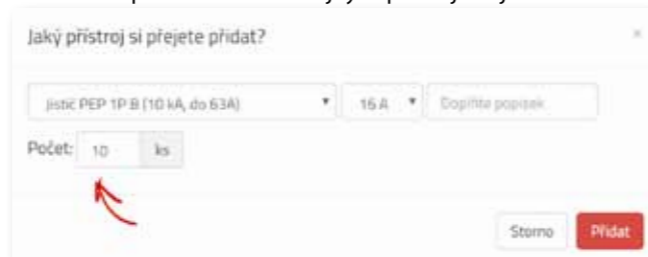 Jaký přístroj si přejete přidat?
×
Jistič PEP 1P B (10 kA, do 63A) 16 A Doplňte popisek
Počet: 10 ks
Storno Přidat